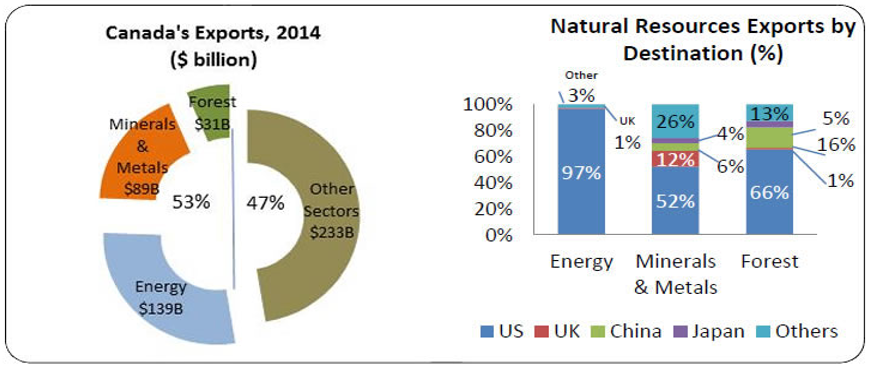 Canada's Exports, 2014
($ billion)
Forest
$31B
Minerals
&
Metals
$89B
53%
47%
Other
Sectors
$233B
Energy
$139B
Natural Resources Exports by
Destination (%)
100%
80%
60%
40%
20%
0%
Other
3%
UK
1%
97%
26%
4%
6%
12%
52%
13%
5%
16%
1%
66%
Energy
Minerals
& Metals
Forest
US
UK
China
Japan
Others